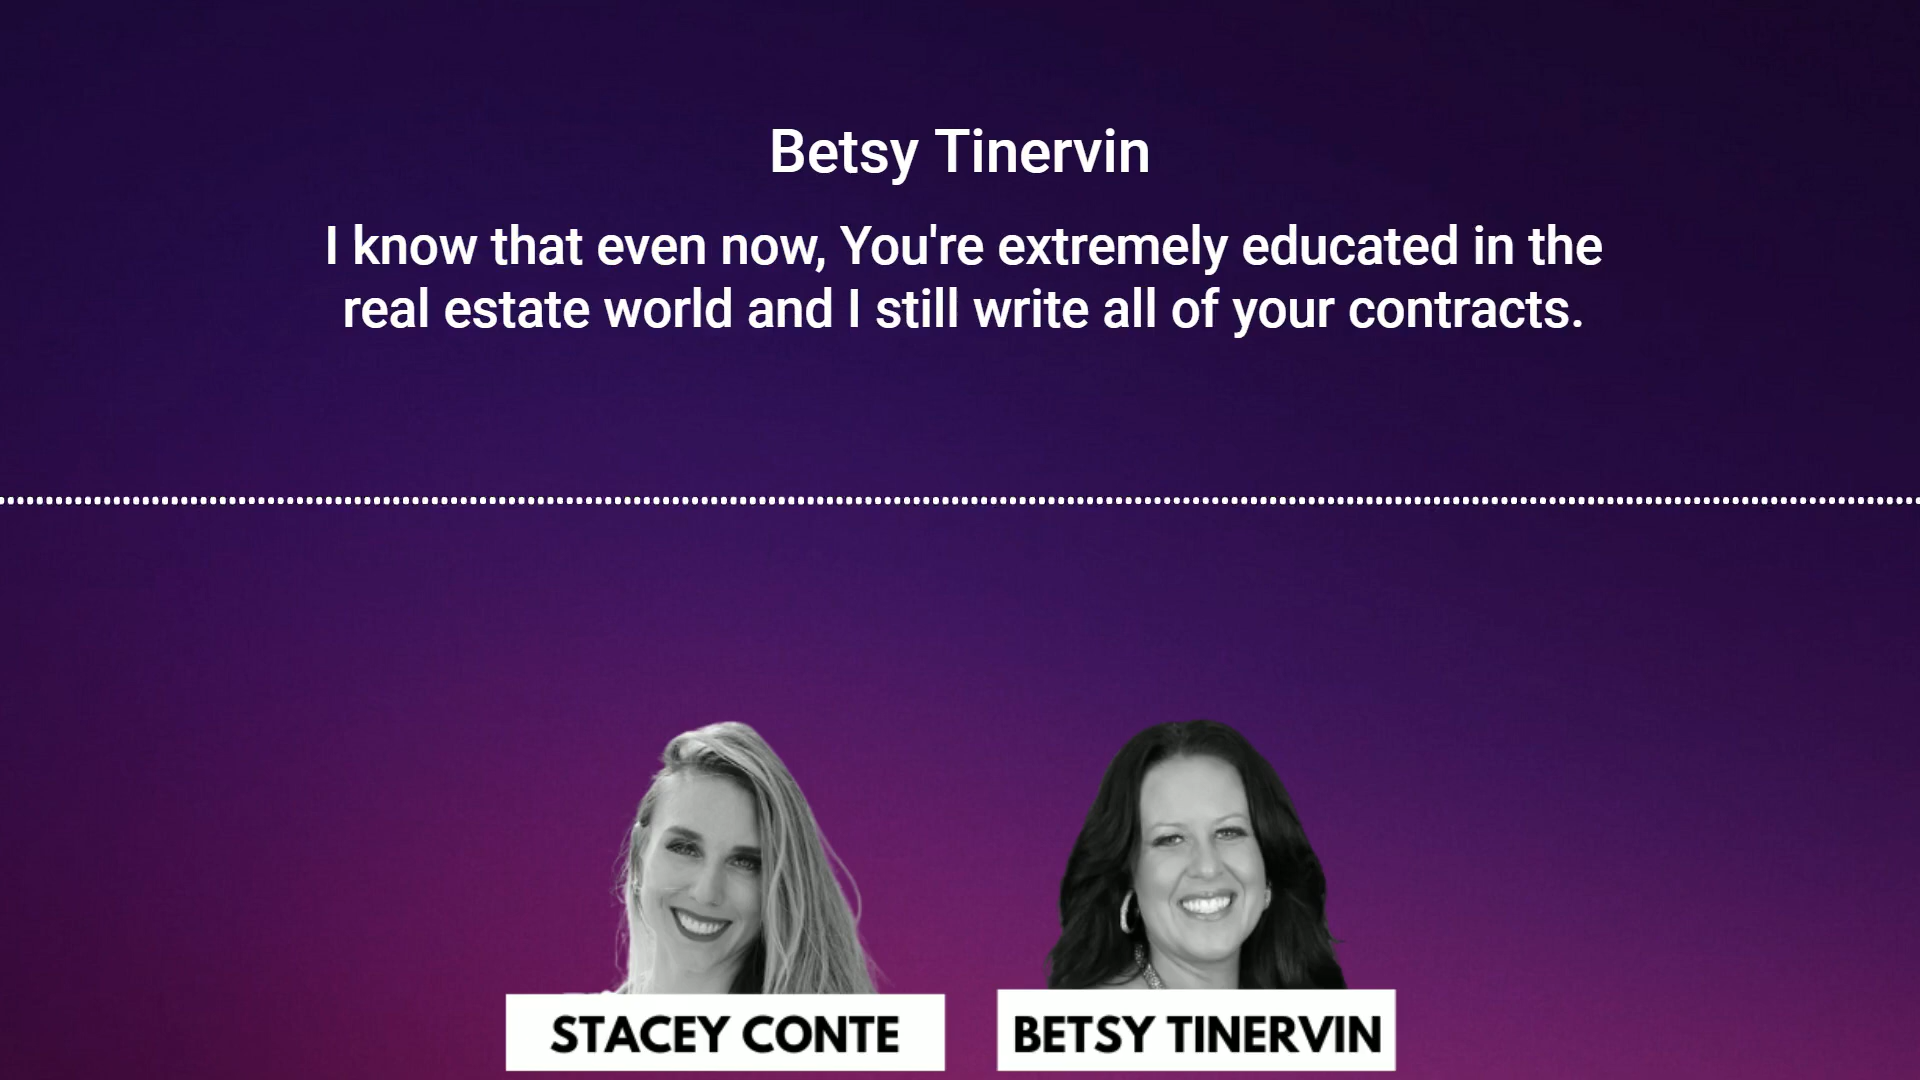 Betsy Tinervin
I know that even now, You're extremely educated in the
real estate world and I still write all of your contracts.
STACEY CONTE
BETSY TINERVIN